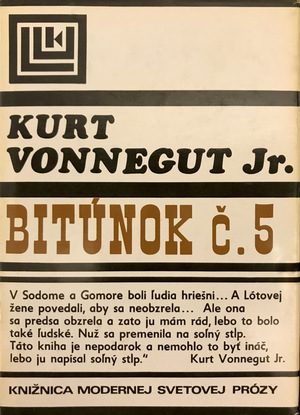 KURT
VONNEGUT Jr.
BITÚNOK Č.5
V Sodome a Gomore boli ľudia hriešni... A Lótovej
žene povedali, aby sa neobzrela... Ale ona
sa predsa obzrela a zato ju mám rád, lebo to bolo
také ľudské. Nuž sa premenila na soľný stĺp.
Táto kniha je nepodarok a nemohlo to byť ináč,
lebo ju napísal soľný stĺp.“ Kurt Vonnegut Jr.
KNIŽNICA MODERNEJ SVETOVEJ PRÓZY